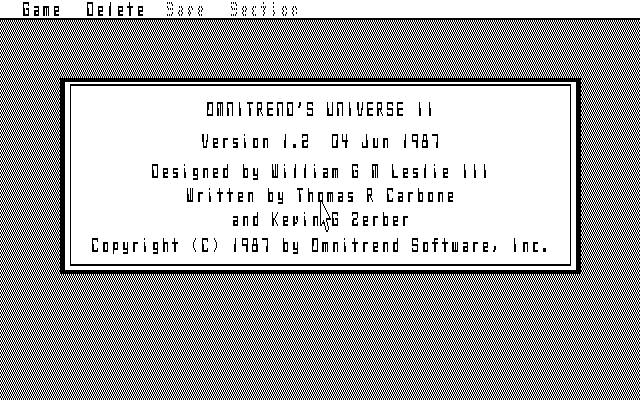 Game Delete Save Section
OMNITREND'S UNIVERSE II
Version 1.2 04 Jun 1987
Designed by William G M Leslie III
Written by Thomas R Carbone
and Kevin G Zerber
Copyright (C) 1987 by Omnitrend Software, Inc.